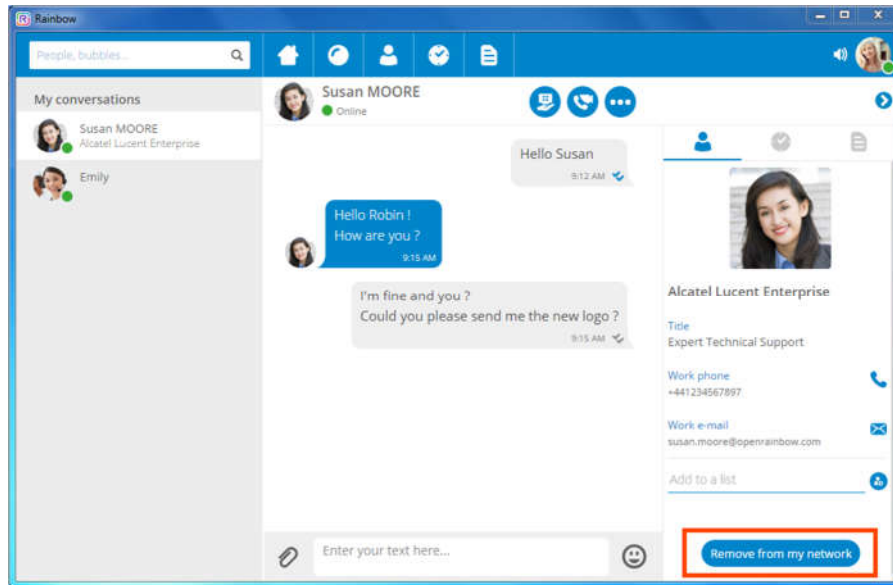 Rainbow
People, bubbles...
My conversations
Susan MOORE
Alcatel Lucent Enterprise
Emily
Susan MOORE
Online
Hello Susan
9:12 AM
Hello Robin !
How are you ?
9:15 AM
I'm fine and you ?
Could you please send me the new logo ?
9:15 AM
Enter your text here...
Alcatel Lucent Enterprise
Title
Expert Technical Support
Work phone
+441234567897
Work e-mail
susan.moore@openrainbow.com
Add to a list
Remove from my network